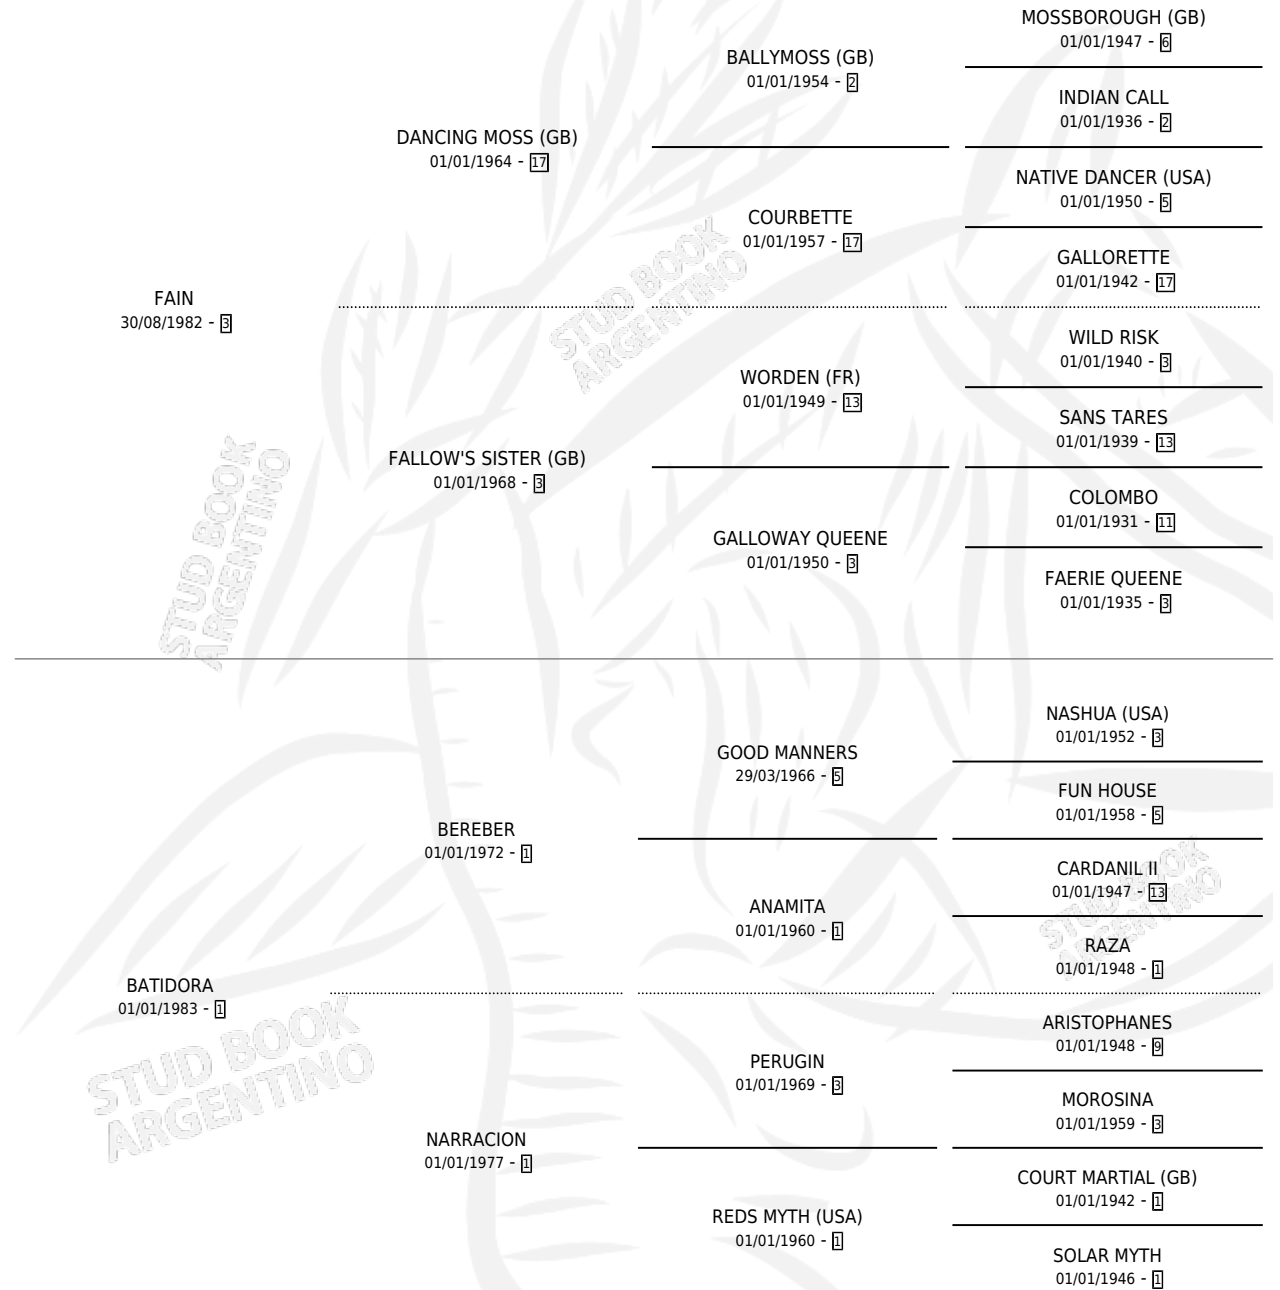 MOSSBOROUGH (GB)
01/01/1947 - 6
BALLYMOSS (GB)
01/01/1954 - 2
INDIAN CALL
01/01/1936 - 2
DANCING MOSS (GB)
01/01/1964 - 17
NATIVE DANCER (USA)
01/01/1950 - 5
COURBETTE
01/01/1957 - 17
GALLORETTE
01/01/1942 - 17
FAIN
30/08/1982 - 3
WILD RISK
01/01/1940 - 3
WORDEN (FR)
01/01/1949 - 13
SANS TARES
01/01/1939 - 13
FALLOW'S SISTER (GB)
01/01/1968 - 3
COLOMBO
01/01/1931 - 11
GALLOWAY QUEENE
01/01/1950 - 3
FAERIE QUEENE
01/01/1935 - 3
STUD BOOK
ARGENTINO
STUD BOOK
ARGENTINO
NASHUA (USA)
01/01/1952 - 3
GOOD MANNERS
29/03/1966 - 5
FUN HOUSE
01/01/1958 - 5
BEREBER
01/01/1972 - 1
CARDANIL II
01/01/1947 - 13
ANAMITA
01/01/1960 - 1
RAZA
01/01/1948 - 1
STUD BOOK
ARGENTINO
BATIDORA
01/01/1983 - 1
ARISTOPHANES
01/01/1948 - 9
PERUGIN
01/01/1969 - 3
MOROSINA
01/01/1959 - 3
STUD BOOK
ARGENTINO
NARRACION
01/01/1977 - 1
COURT MARTIAL (GB)
01/01/1942 - 1
REDS MYTH (USA)
01/01/1960 - 1
SOLAR MYTH
01/01/1946 - 1